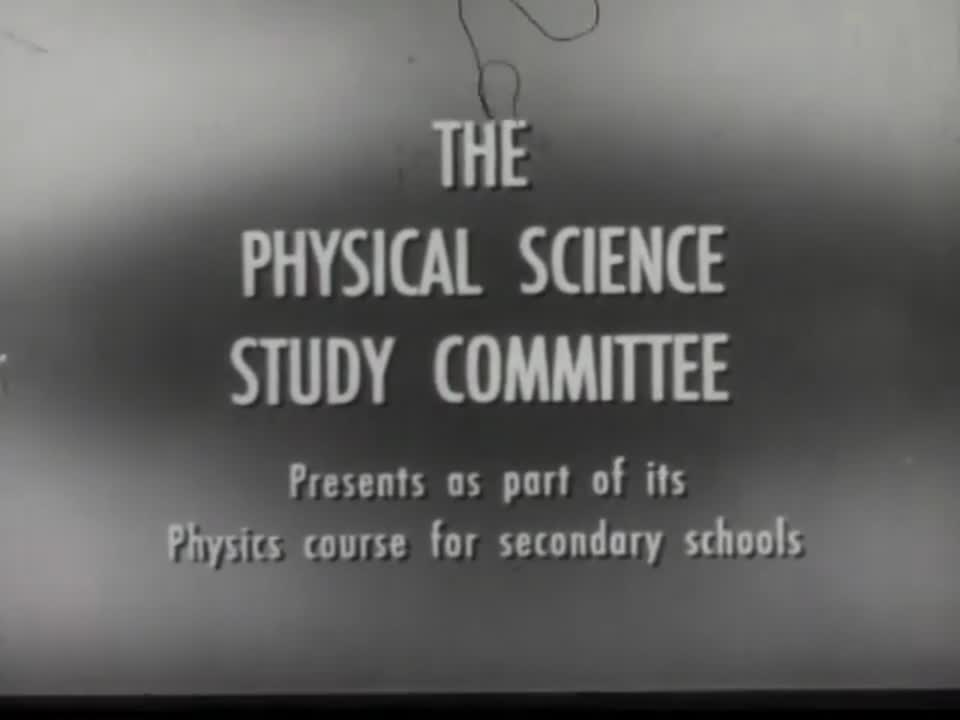 THE
PHYSICAL SCIENCE
STUDY COMMITTEE
Presents as part of its
Physics course for secondary schools